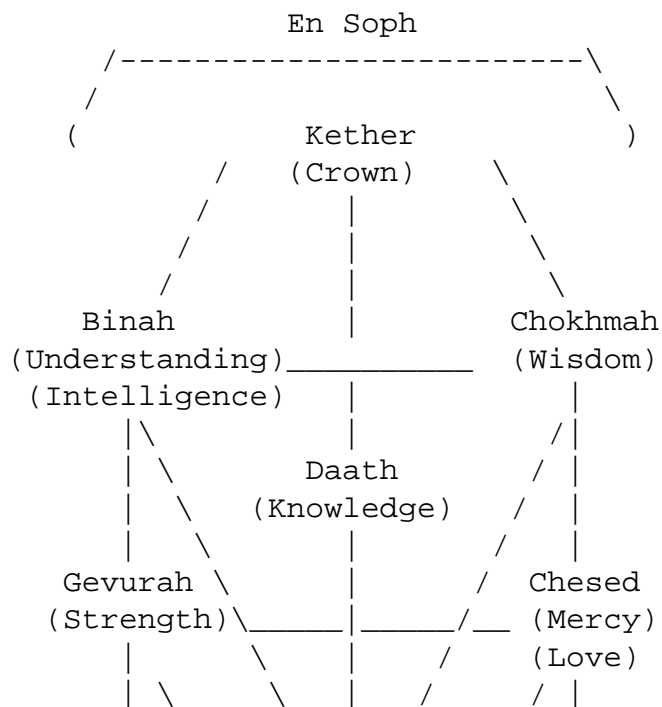 En Soph
Kether
(Crown)
Binah Chokhmah
(Understanding) (Wisdom)
(Intelligence)
Daath
(Knowledge)
Gevurah Chesed
(Strength) (Mercy)
(Love)